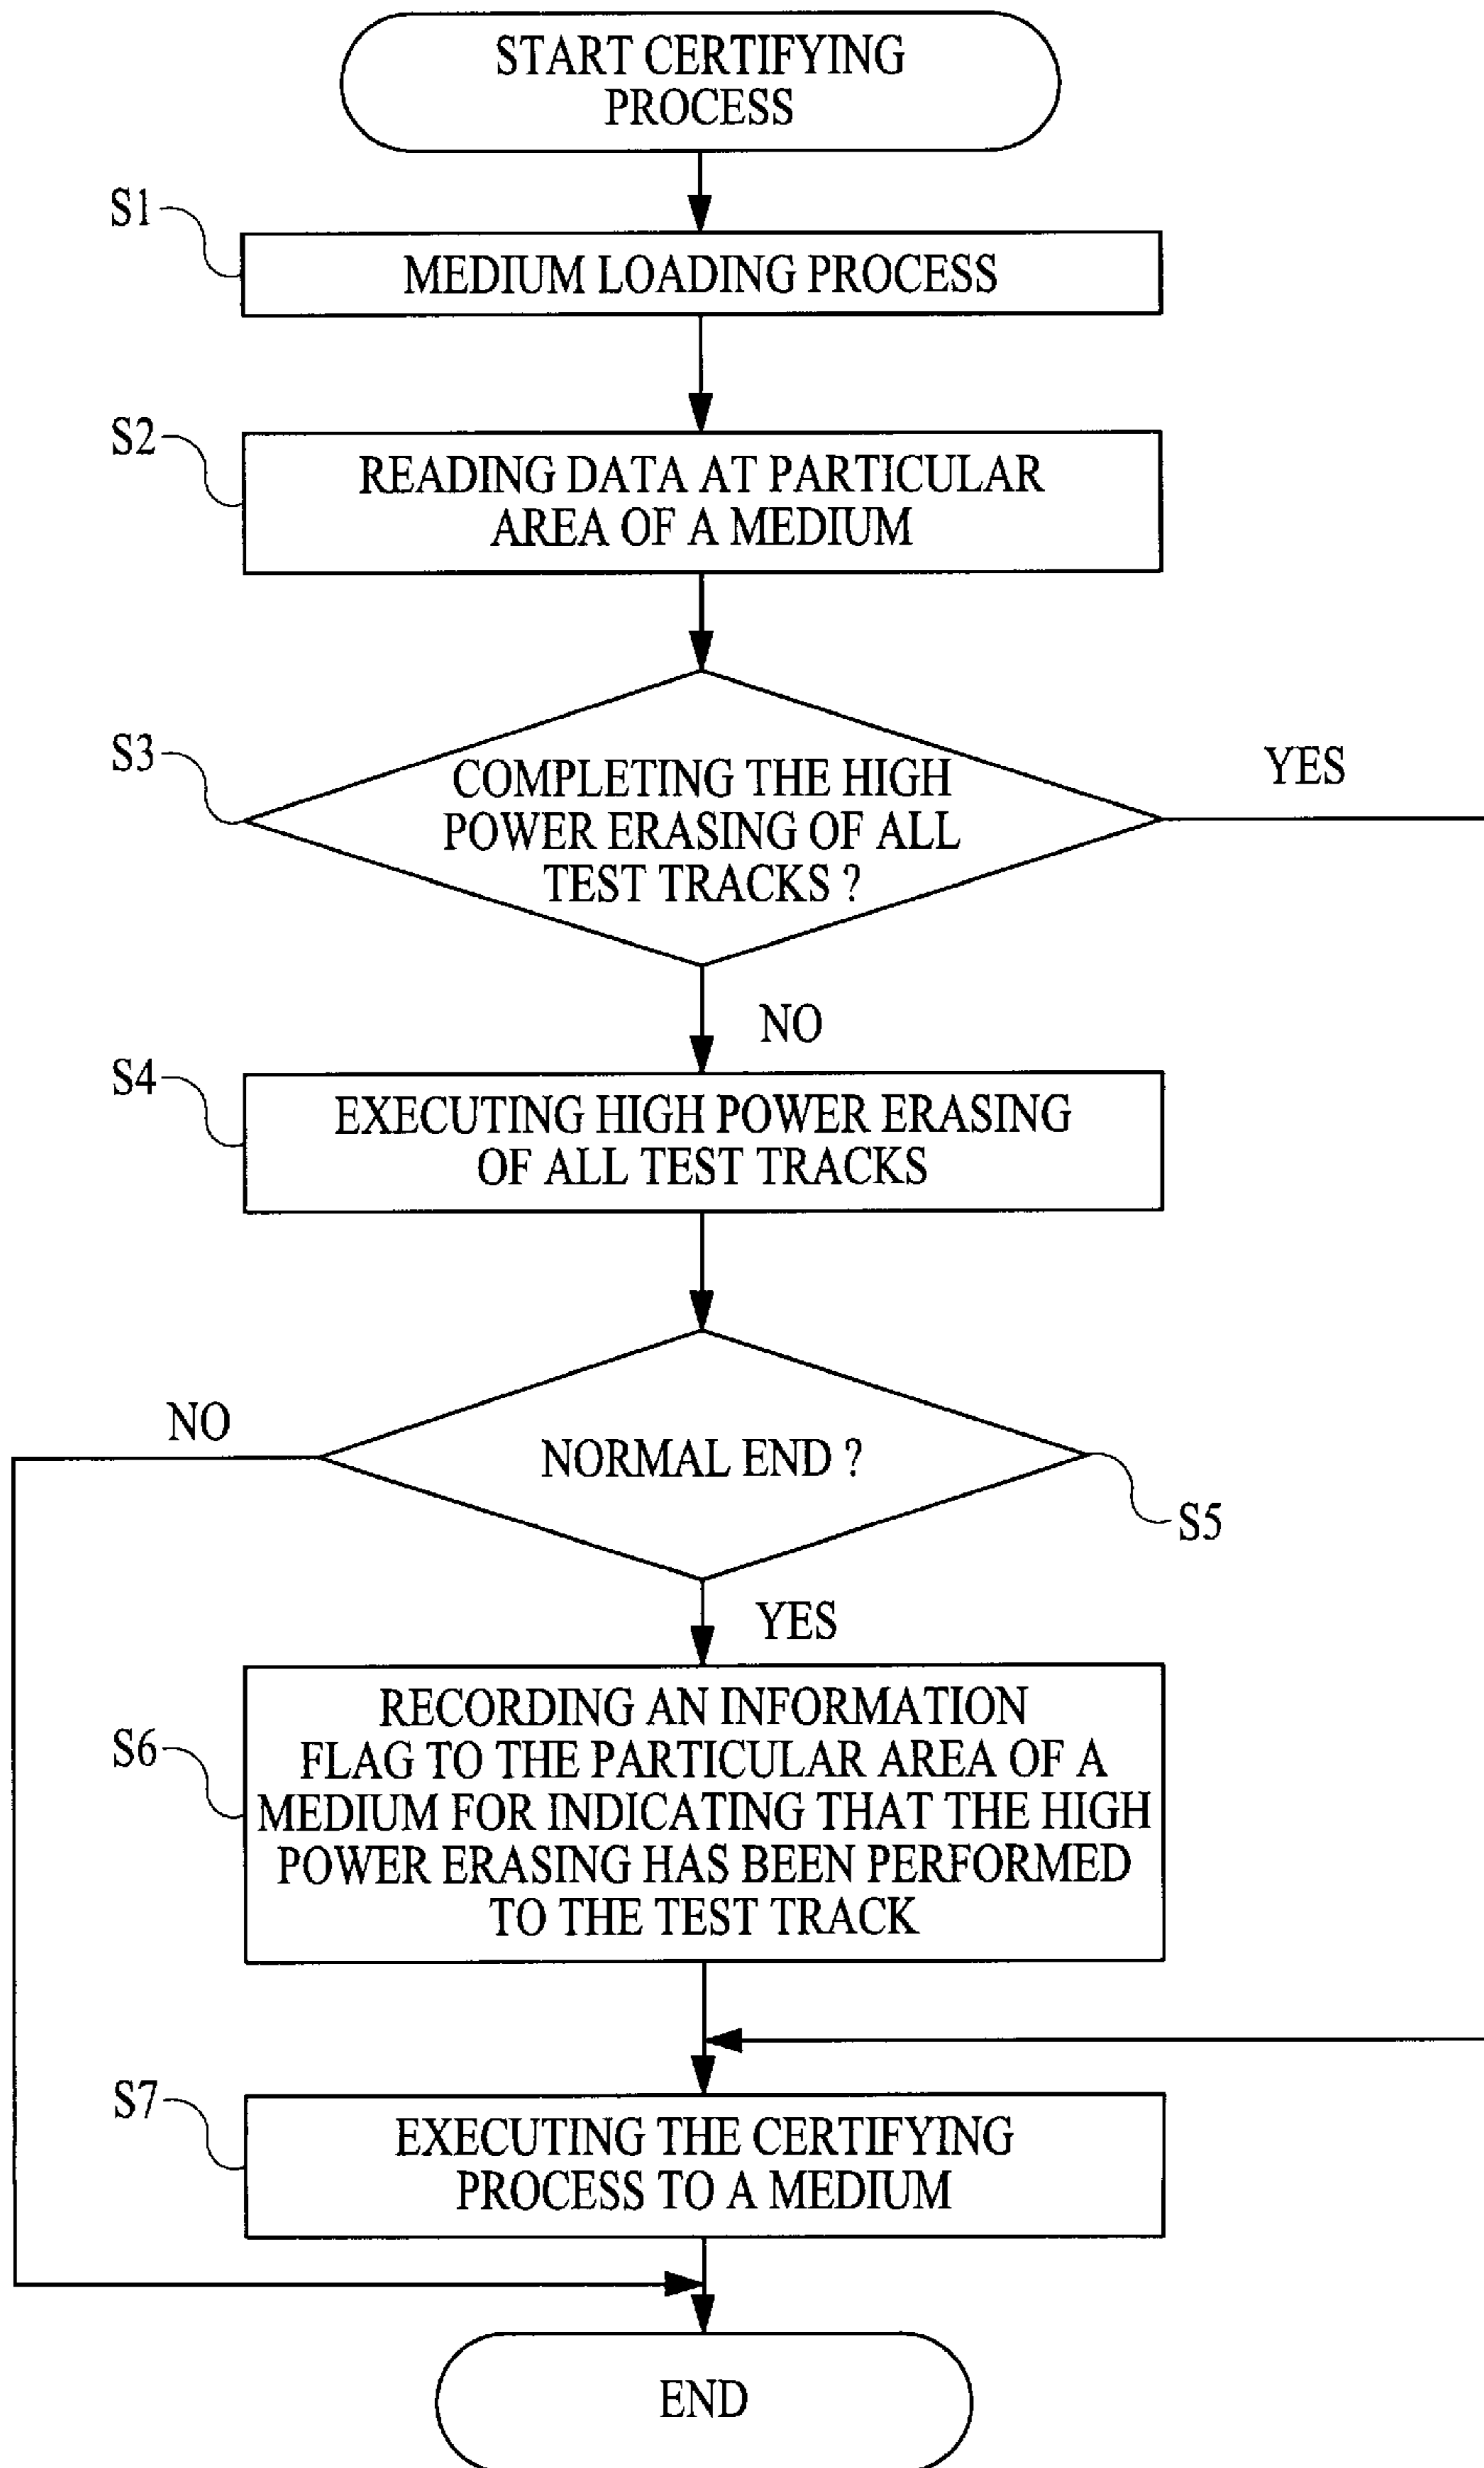 START CERTIFYING
PROCESS
S1
MEDIUM LOADING PROCESS
S2
READING DATA AT PARTICULAR
AREA OF A MEDIUM
S3
COMPLETING THE HIGH
POWER ERASING OF ALL
TEST TRACKS ?
YES
NO
S4
EXECUTING HIGH POWER ERASING
OF ALL TEST TRACKS
NO
NORMAL END ?
S5
YES
S6
RECORDING AN INFORMATION
FLAG TO THE PARTICULAR AREA OF A
MEDIUM FOR INDICATING THAT THE HIGH
POWER ERASING HAS BEEN PERFORMED
TO THE TEST TRACK
S7
EXECUTING THE CERTIFYING
PROCESS TO A MEDIUM
END